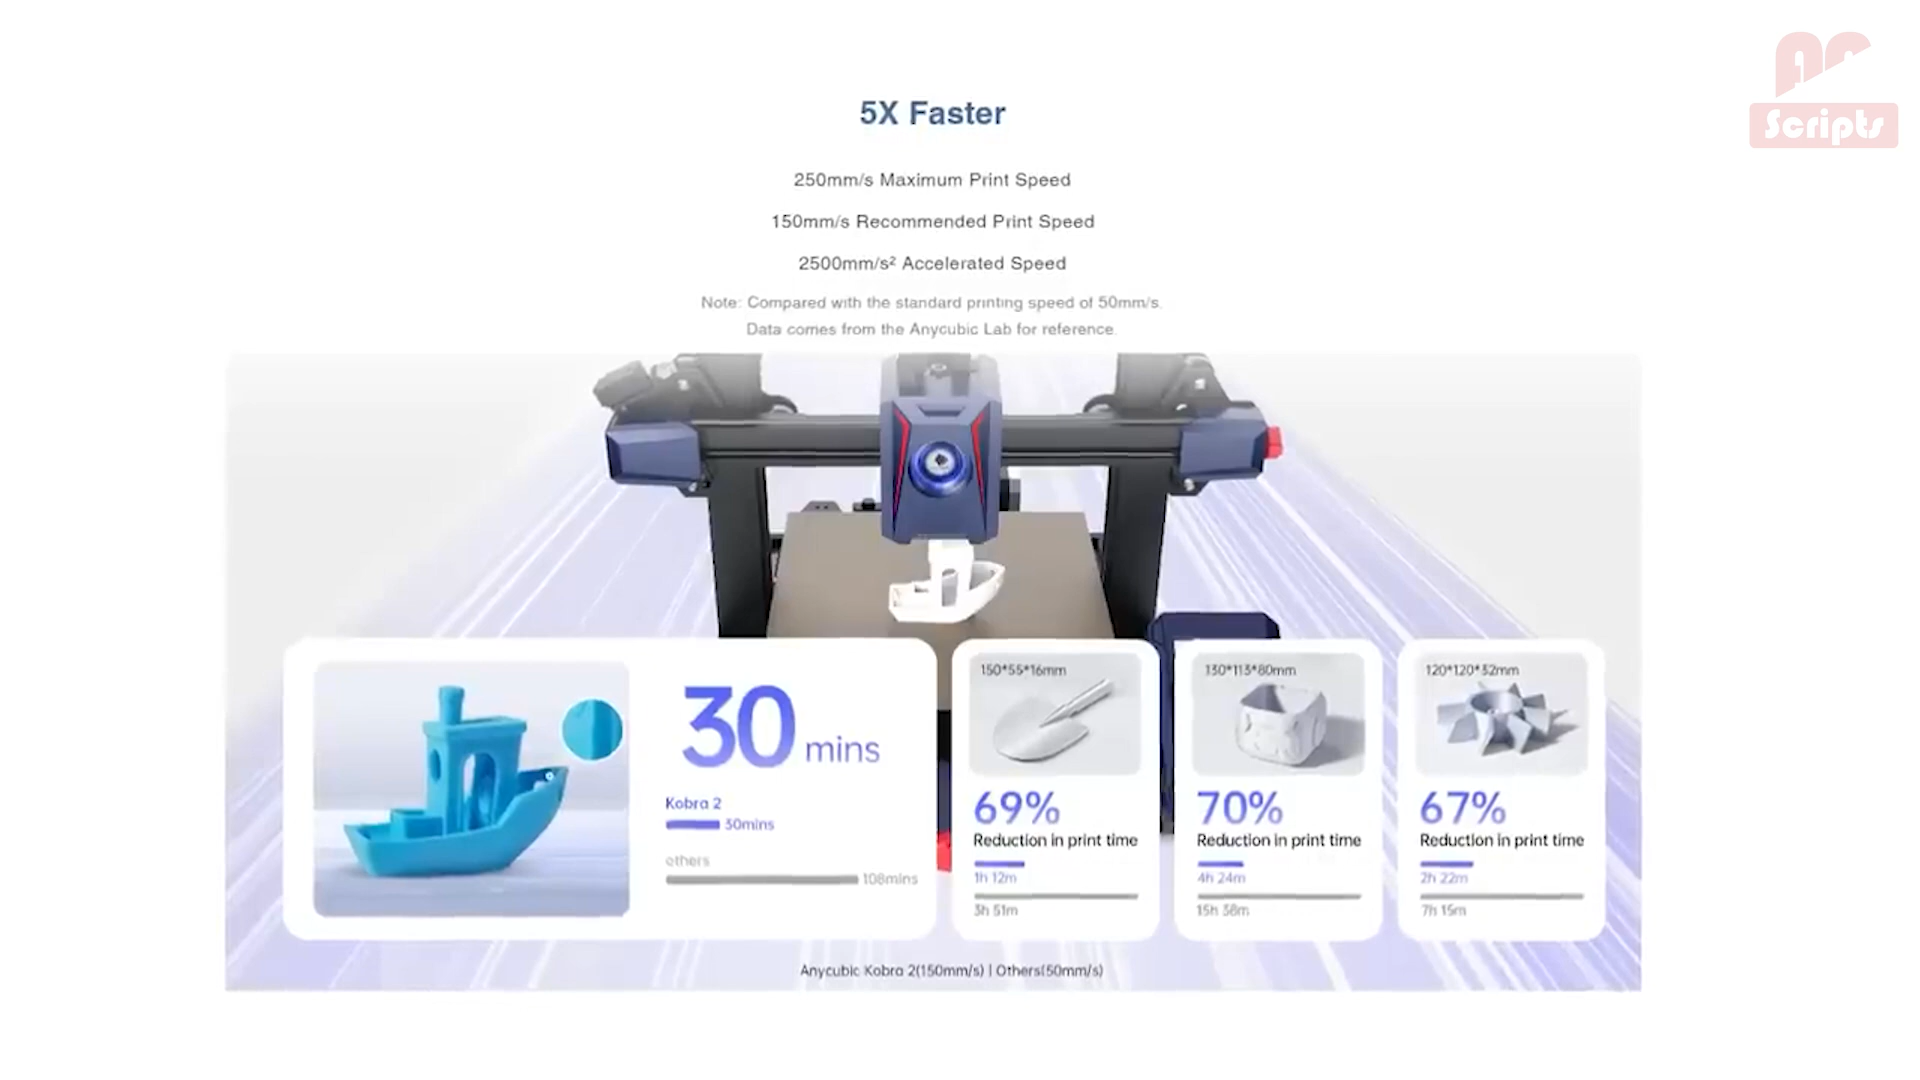 AC
Scripts
5X Faster
250mm/s Maximum Print Speed
150mm/s Recommended Print Speed
2500mm/s² Accelerated Speed
Note: Compared with the standard printing speed of 50mm/s.
Data comes from the Anycubic Lab for reference.
30 mins
Kobra 2
30mins
others
108mins
150*55*16mm
69%
Reduction in print time
1h 12m
3h 51m
130*113*80mm
70%
Reduction in print time
4h 24m
15h 38m
120*120*32mm
67%
Reduction in print time
2h 22m
7h 15m
Anycubic Kobra 2(150mm/s) | Others(50mm/s)